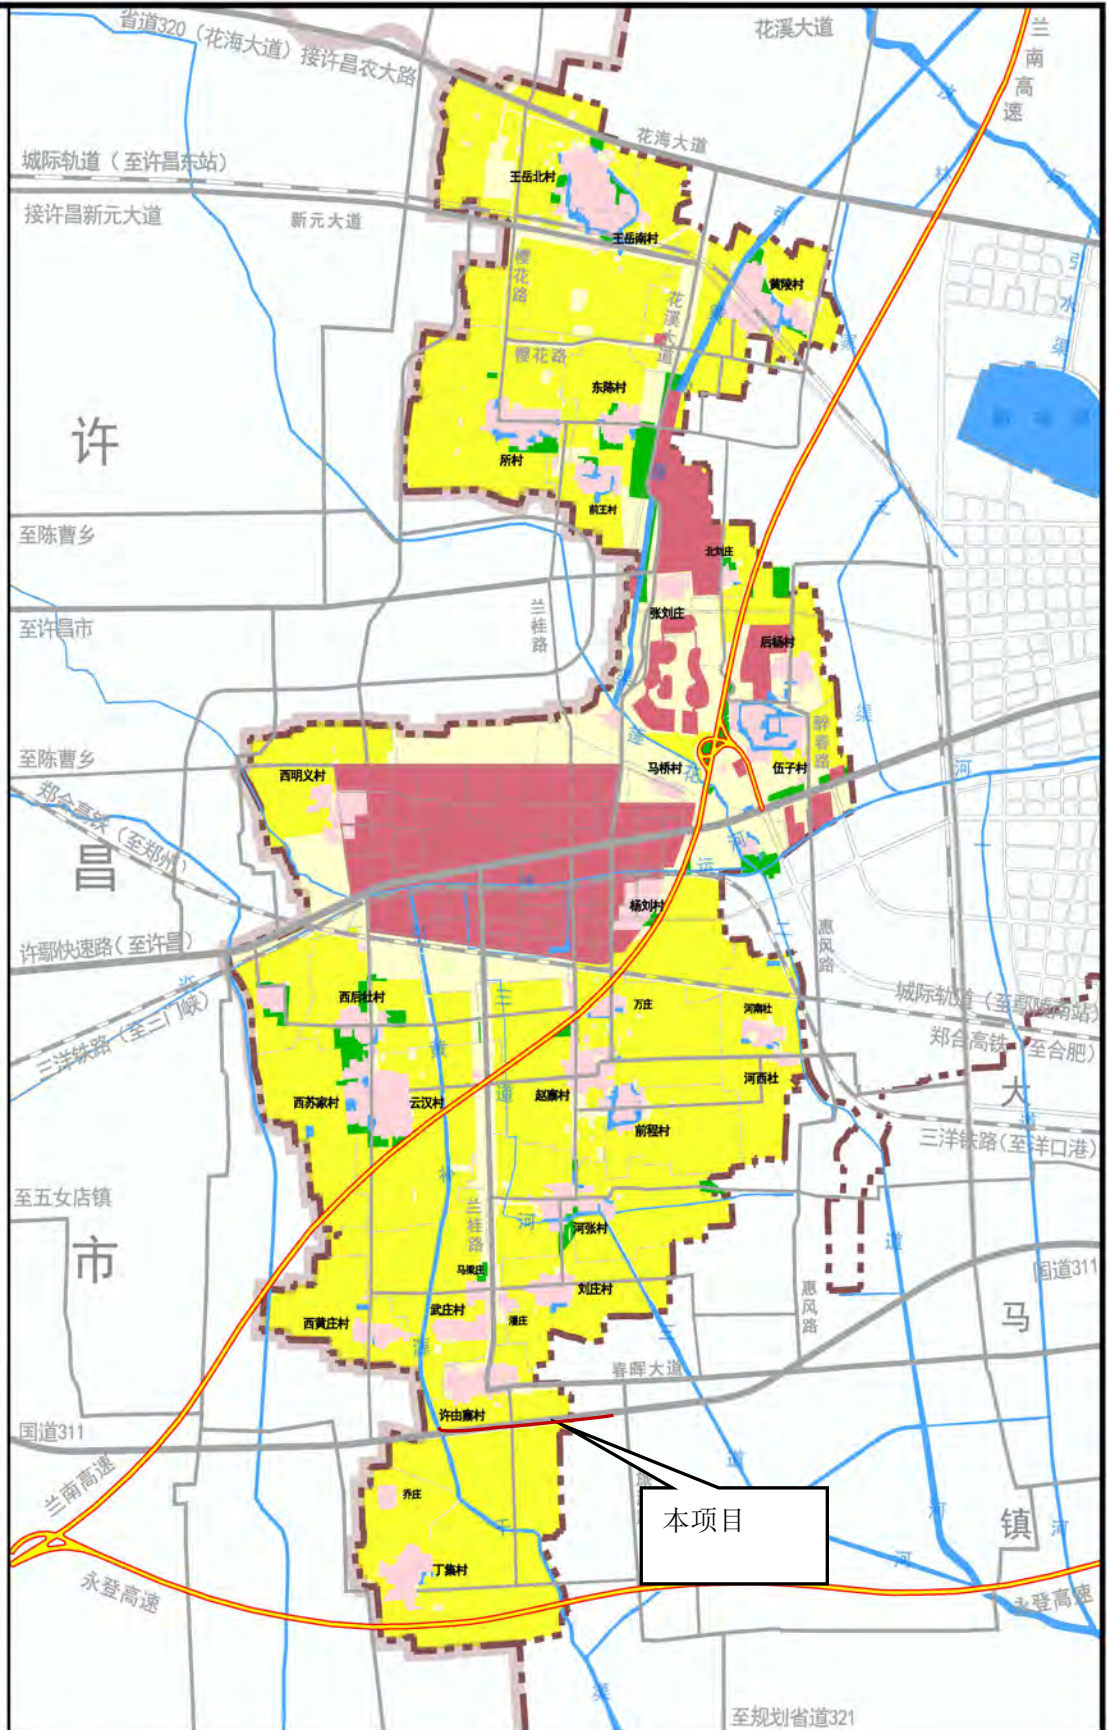 省道320（花海大道）接许昌农大路
花溪大道
兰南高速
汶河
城际轨道（至许昌东站）
花海大道
接许昌新元大道
新元大道
王岳北村
王岳南村
樱花路
花溪大道
黄陵村
引水渠
樱花路
东陈村
许
所村
前王村
至陈曹乡
北刘庄
兰桂路
张刘庄
至许昌市
后杨村
醉春路
至陈曹乡
西明义村
马桥村
伍子村
河
郑合高铁（至郑州）
昌
运
河
杨刘村
许鄢快速路（至许昌）
惠风路
三洋铁路（至三门峡）
西后杜村
万庄
河南杜
城际轨道（至鄢陵南站）
郑合高铁（至合肥）
河西杜
西苏家村
云汉村
赵寨村
前程村
大
三洋铁路（至洋口港）
至五女店镇
兰桂路
河
河张村
道
市
马梁庄
国道311
刘庄村
惠风路
西黄庄村
武庄村
潘庄
马
春晖大道
许由寨村
国道311
兰南高速
乔庄
本项目
镇
丁集村
永登高速
永登高速
至规划省道321